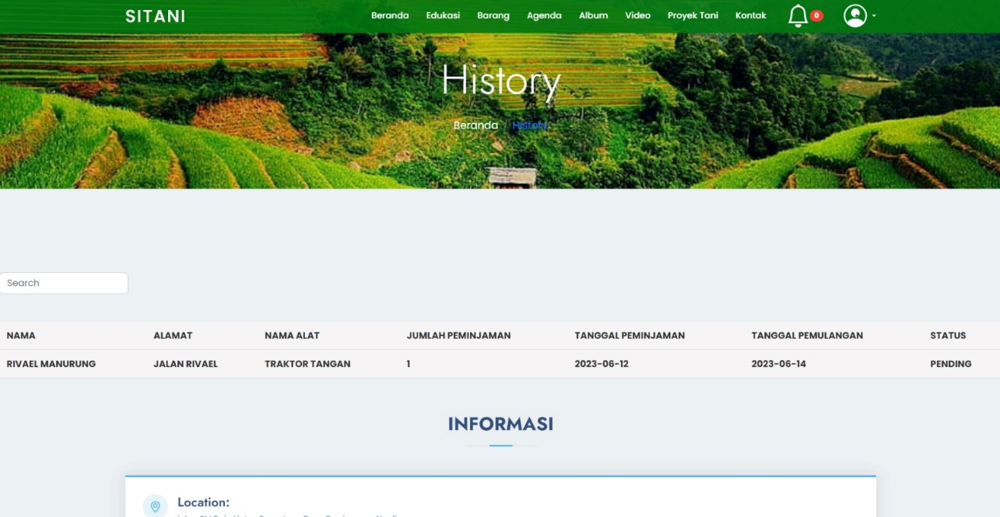 SITANI Beranda Edukasi Barang Agenda Album Video Proyek Tani Kontak 0
History
Beranda / History
Search
NAMA ALAMAT NAMA ALAT JUMLAH PEMINJAMAN TANGGAL PEMINJAMAN TANGGAL PEMULANGAN STATUS
RIVAEL MANURUNG JALAN RIVAEL TRAKTOR TANGAN 1 2023-06-12 2023-06-14 PENDING
INFORMASI
Location: